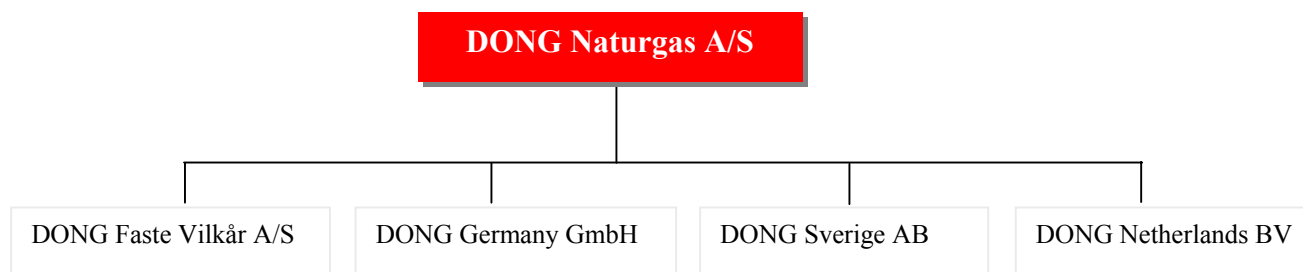 DONG Naturgas A/S
DONG Faste Vilkår A/S
DONG Germany GmbH
DONG Sverige AB
DONG Netherlands BV